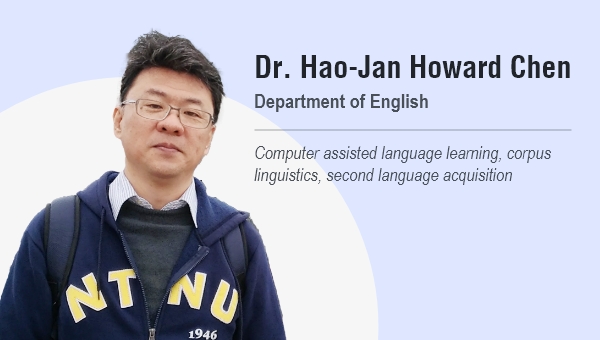 Dr. Hao-Jan Howard Chen
Department of English
Computer assisted language learning, corpus
linguistics, second language acquisition
NTNU
1946